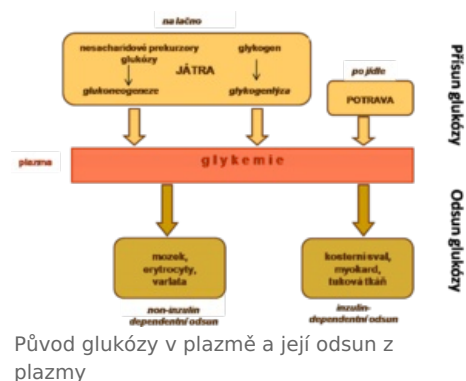 na lačno
nesacharidové prekurzory
glukózy
glykogen
JÁTRA
glukoneogeneze
glykogenlýza
po jídle
POTRAVA
Přísun glukózy
plazma
glykemie
Odsun glukózy
mozek,
erytrocyty,
varlata
kosterní sval,
myokard,
tuková tkáň
non-inzulin
dependentní odsun
inzulin-
dependentní odsun
Původ glukózy v plazmě a její odsun z
plazmy